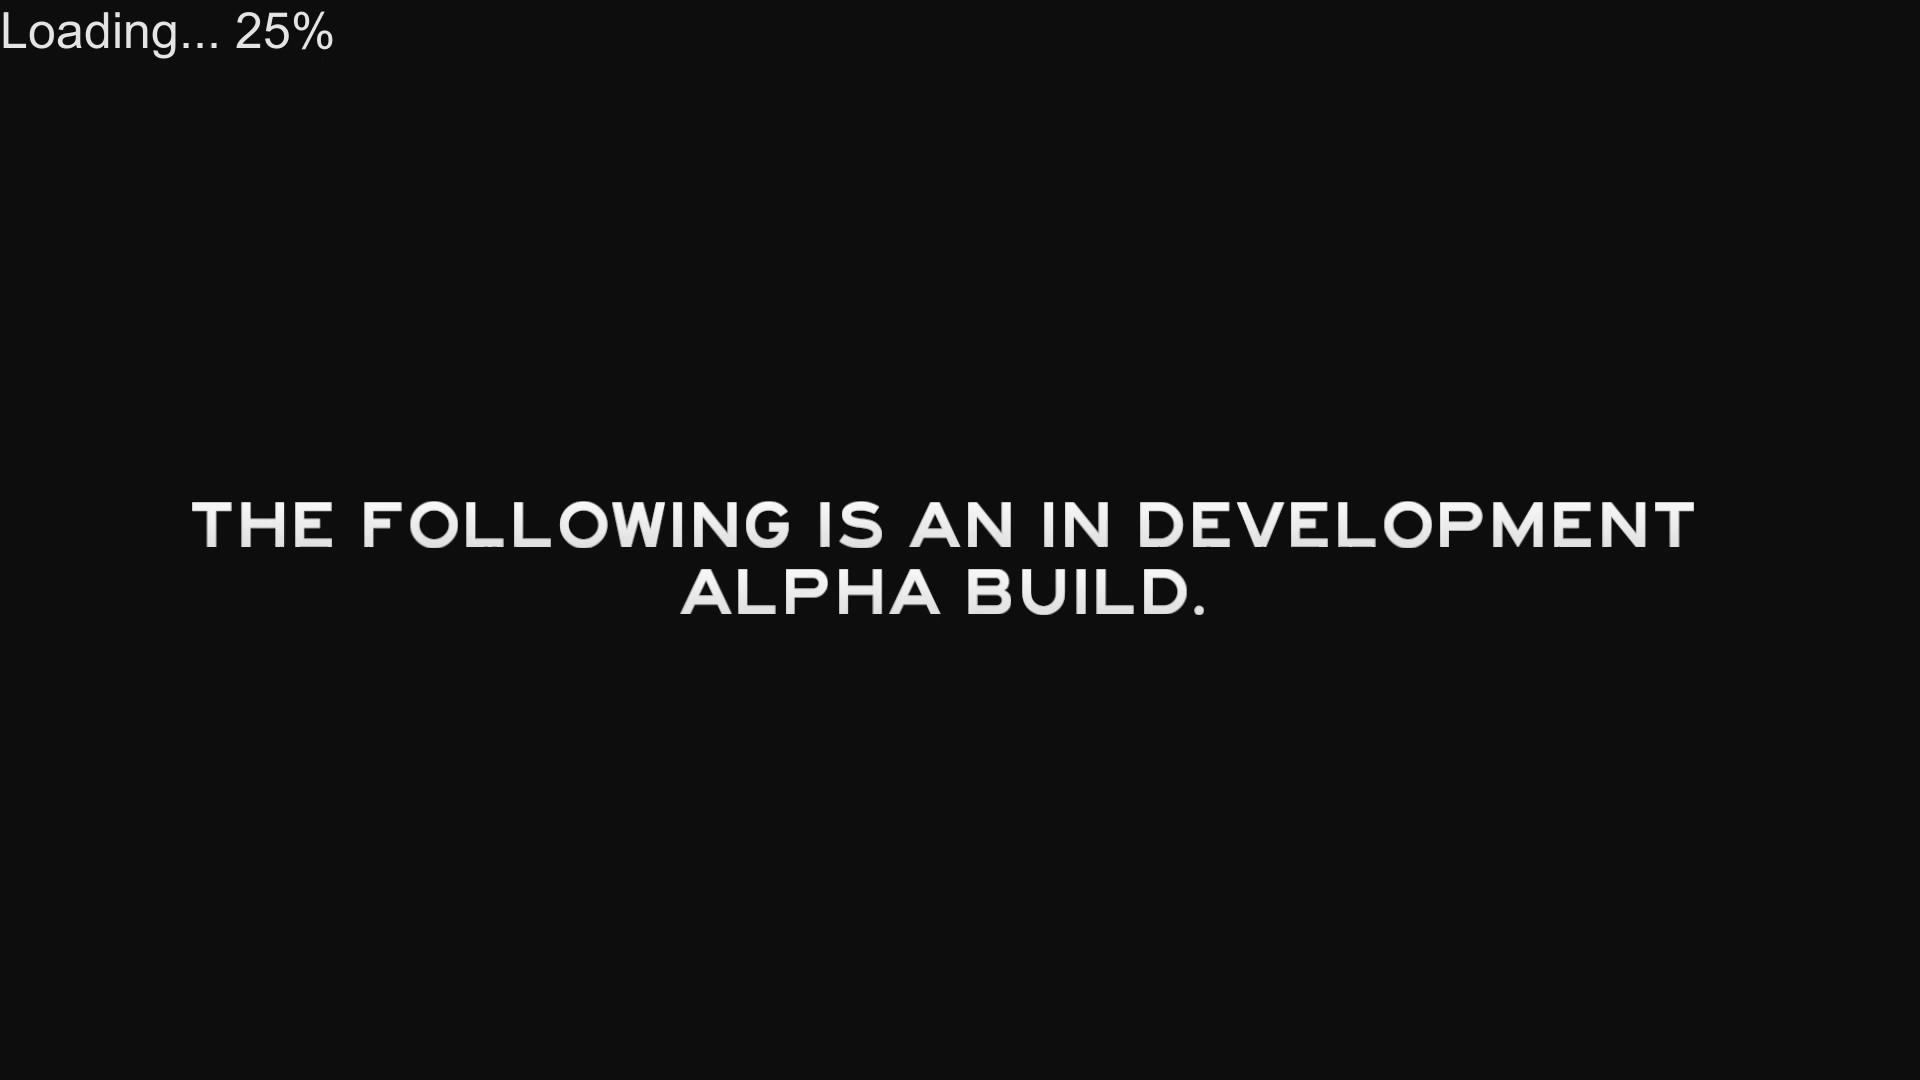 Loading... 25%
THE FOLLOWING IS AN IN DEVELOPMENT
ALPHA BUILD.